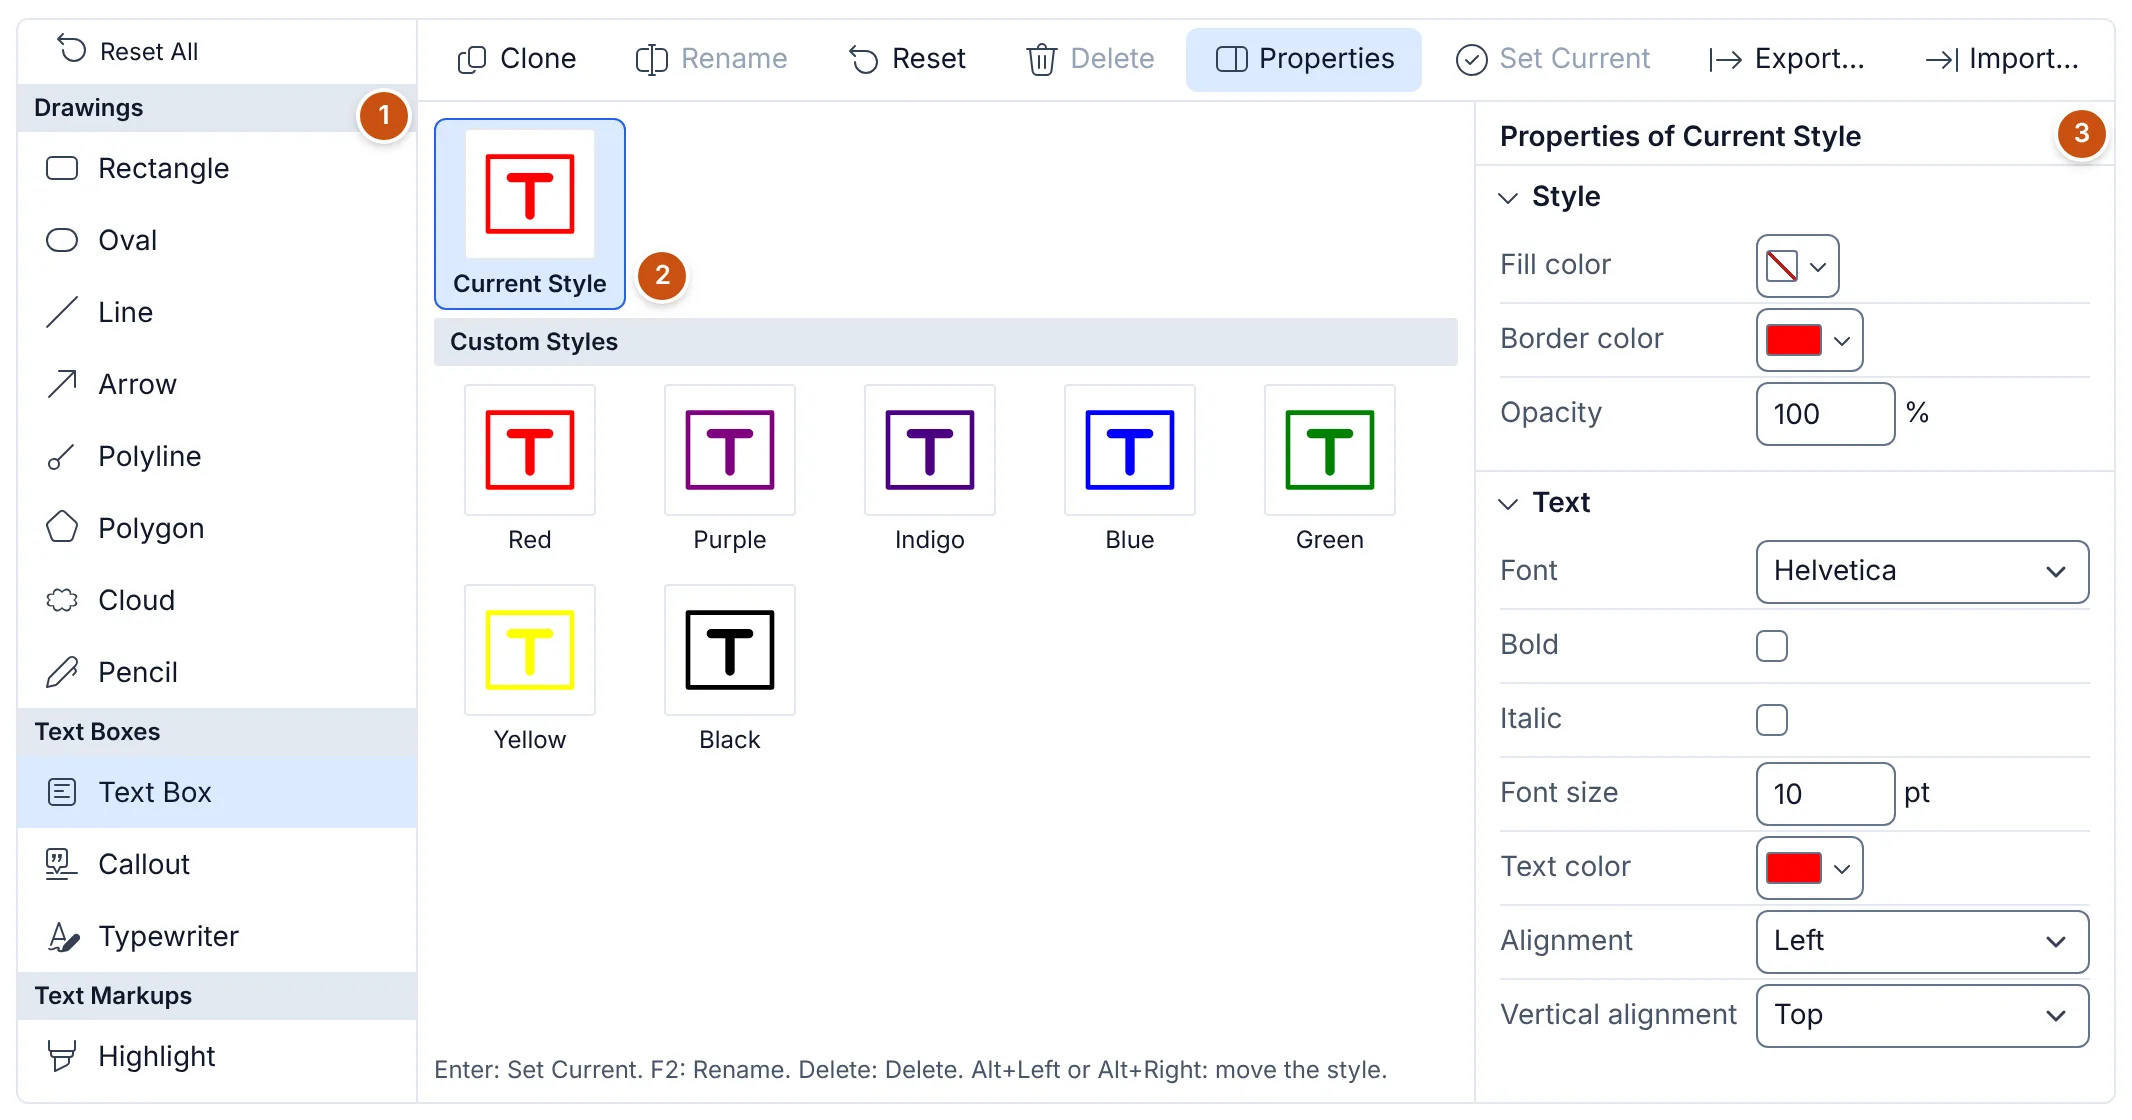 Reset All
Clone
Rename
Reset
Delete
Properties
Set Current
Export...
Import...
Drawings
1
Rectangle
Oval
Line
Arrow
Polyline
Polygon
Cloud
Pencil
Text Boxes
Text Box
Callout
Typewriter
Text Markups
Highlight
T
Current Style
2
Custom Styles
T
Red
T
Purple
T
Indigo
T
Blue
T
Green
T
Yellow
T
Black
Enter: Set Current. F2: Rename. Delete: Delete. Alt+Left or Alt+Right: move the style.
Properties of Current Style
3
Style
Fill color
Border color
Opacity 100 %
Text
Font Helvetica
Bold
Italic
Font size 10 pt
Text color
Alignment Left
Vertical alignment Top